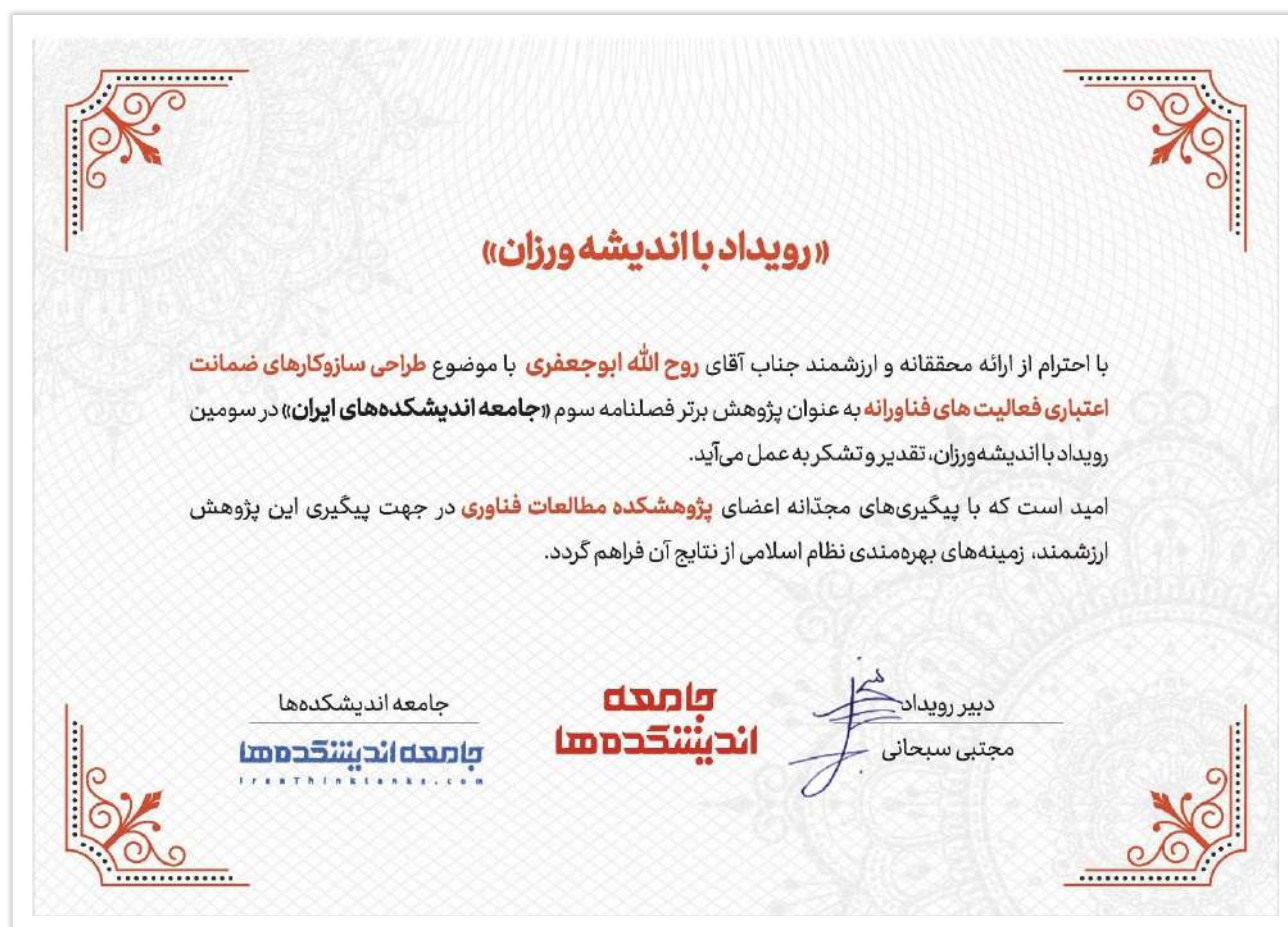 «رویداد با اندیشه ورزان»
با احترام از ارائه محققانه و ارزشمند جناب آقای روح الله ابوجعفری با موضوع طراحی سازوکارهای ضمانت
اعتباری فعالیت های فناورانه به عنوان پژوهش برتر فصلنامه سوم «جامعه اندیشکده‌های ایران» در سومین
رویداد با اندیشه‌ورزان، تقدیر و تشکر به عمل می‌آید.
امید است که با پیگیری‌های مجدّانه اعضای پژوهشکده مطالعات فناوری در جهت پیگیری این پژوهش
ارزشمند، زمینه‌های بهره‌مندی نظام اسلامی از نتایج آن فراهم گردد.
دبیر رویداد
مجتبی سبحانی
جامعه
اندیشکده‌ها
جامعه اندیشکده‌ها
جامعه اندیشکده‌ها
IranThinktanks.com